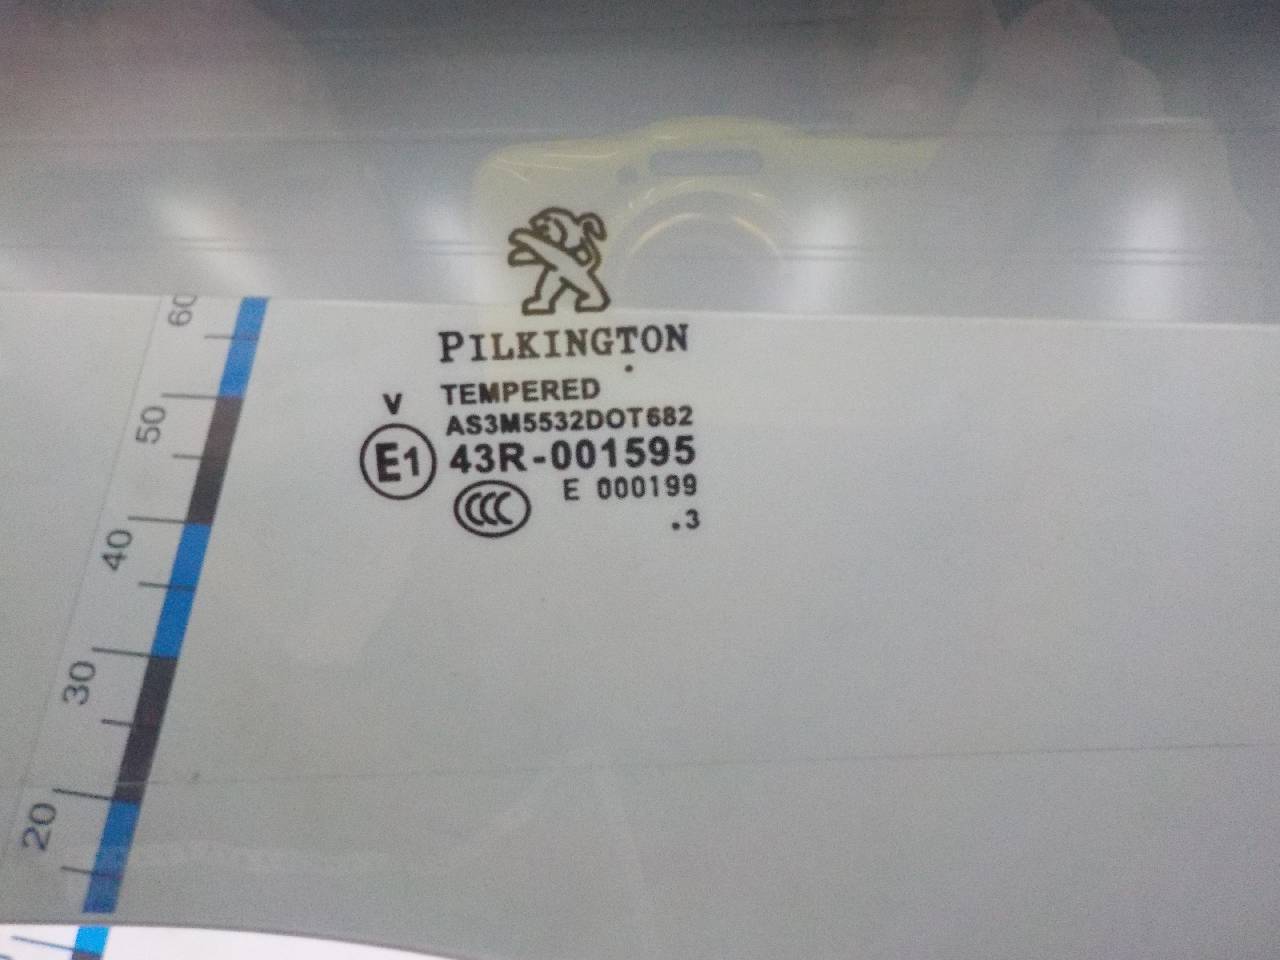 PILKINGTON
TEMPERED
V
AS3M5532DOT682
E1 43R-001595
CCC E 000199
.3
60
50
40
30
20